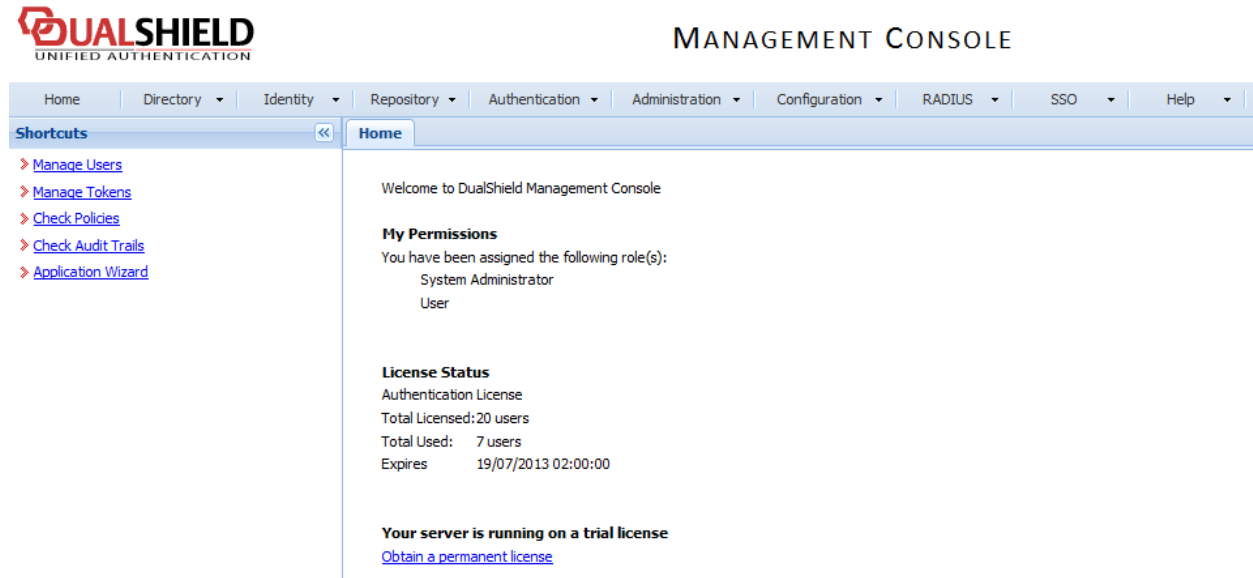 DUALSHIELD
UNIFIED AUTHENTICATION
MANAGEMENT CONSOLE
Home Directory Identity Repository Authentication Administration Configuration RADIUS SSO Help
Shortcuts
Home
Manage Users
Manage Tokens
Check Policies
Check Audit Trails
Application Wizard
Welcome to DualShield Management Console
My Permissions
You have been assigned the following role(s):
System Administrator
User
License Status
Authentication License
Total Licensed: 20 users
Total Used: 7 users
Expires 19/07/2013 02:00:00
Your server is running on a trial license
Obtain a permanent license